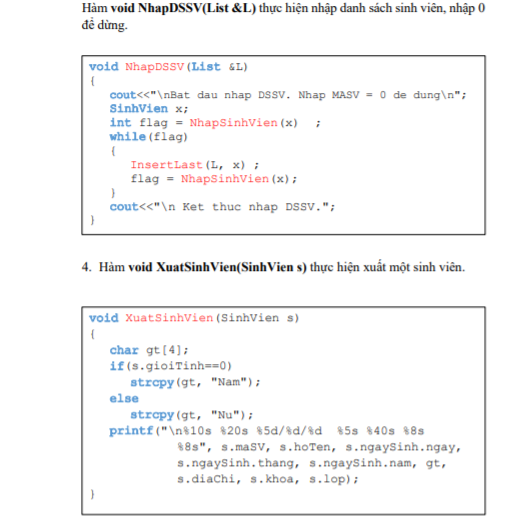 Hàm void NhapDSSV(List &L) thực hiện nhập danh sách sinh viên, nhập 0
để dừng.
void NhapDSSV(List &L)
{
cout<<"\nBat dau nhap DSSV. Nhap MASV = 0 de dung\n";
SinhVien x;
int flag = NhapSinhVien(x) ;
while(flag)
{
InsertLast(L, x) ;
flag = NhapSinhVien(x);
}
cout<<"\n Ket thuc nhap DSSV.";
}
4. Hàm void XuatSinhVien(SinhVien s) thực hiện xuất một sinh viên.
void XuatSinhVien(SinhVien s)
{
char gt[4];
if(s.gioiTinh==0)
strcpy(gt, "Nam");
else
strcpy(gt, "Nu");
printf("\n%10s %20s %5d/%d/%d %5s %40s %8s
%8s", s.maSV, s.hoTen, s.ngaySinh.ngay,
s.ngaySinh.thang, s.ngaySinh.nam, gt,
s.diaChi, s.khoa, s.lop);
}